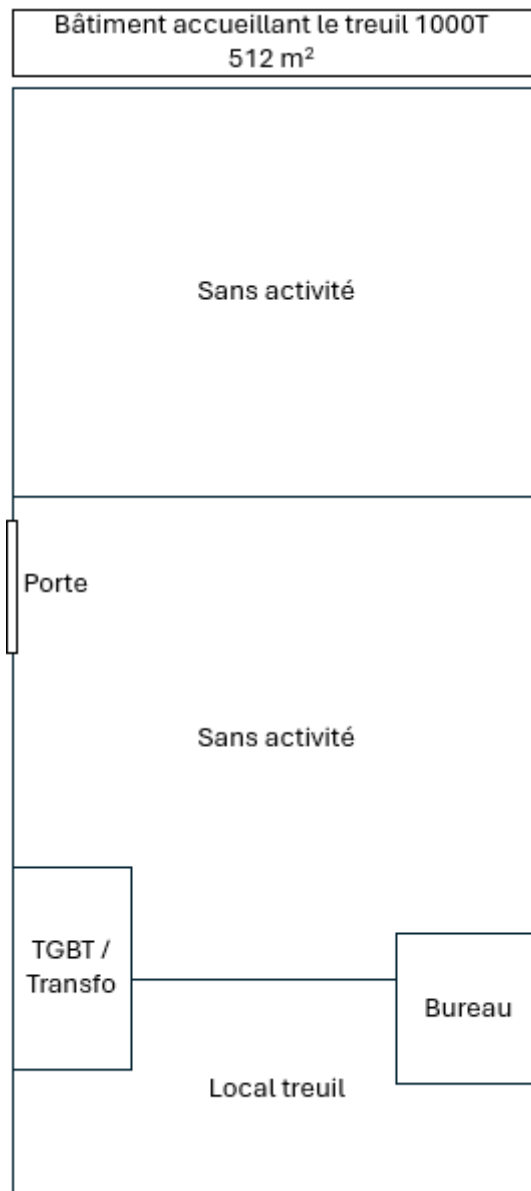 Bâtiment accueillant le treuil 1000T
512 m²
Sans activité
Porte
Sans activité
TGBT /
Transfo
Bureau
Local treuil